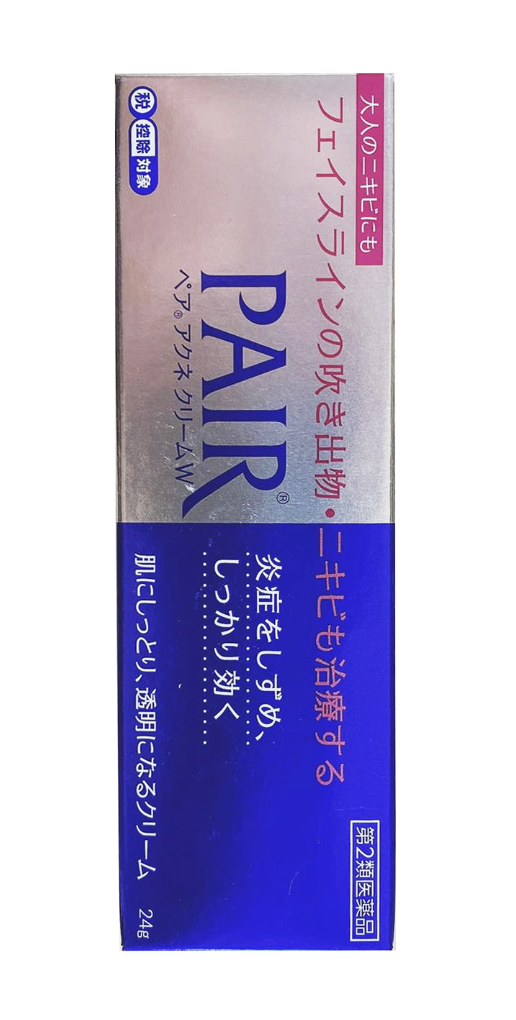 大人のニキビにも
フェイスラインの吹き出物・ニキビも治療する
第2類医薬品
PAIR®
ペア®アクネクリームW
炎症をしずめ、
しっかり効く
税 控除 対象
肌にしっとり、透明になるクリーム
24g